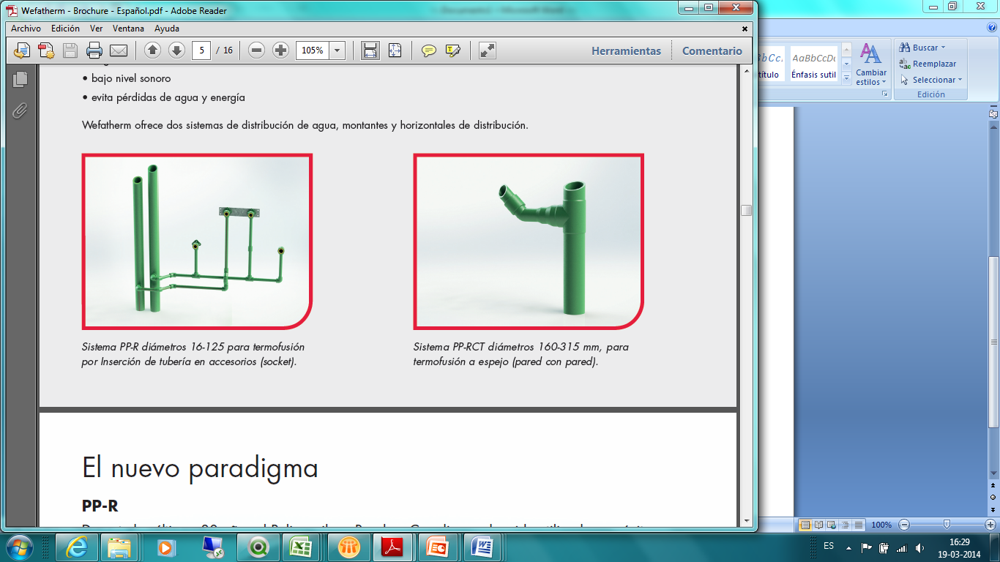 Wefatherm - Brochure - Español.pdf - Adobe Reader
Archivo Edición Ver Ventana Ayuda
5 / 16 105% Herramientas Comentario
• bajo nivel sonoro
• evita pérdidas de agua y energía
Wefatherm ofrece dos sistemas de distribución de agua, montantes y horizontales de distribución.
Sistema PP-R diámetros 16-125 para termofusión
por Inserción de tubería en accesorios (socket).
Sistema PP-RCT diámetros 160-315 mm, para
termofusión a espejo (pared con pared).
El nuevo paradigma
PP-R
AaBbCcDc
título Énfasis sutil
Cambiar
estilos
Buscar
Reemplazar
Seleccionar
Edición
100%
ES
16:29
19-03-2014